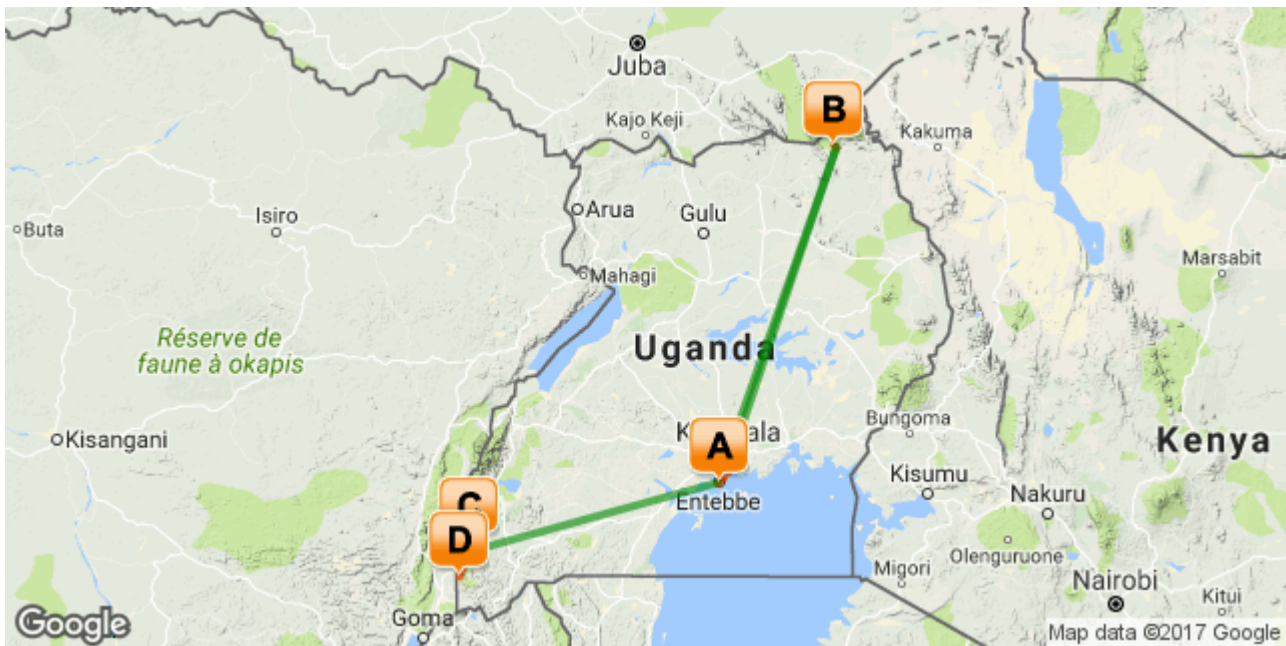 Juba
B
Kajo Keji
Kakuma
Isiro
Arua
Gulu
Buta
Marsabit
Mahagi
Réserve de
faune à okapis
Uganda
Bungoma
K
ala
A
Kisangani
Kenya
Kisumu
Entebbe
Nakuru
C
D
Olenguruone
Migori
Nairobi
Kitui
Goma
Google
Map data ©2017 Google